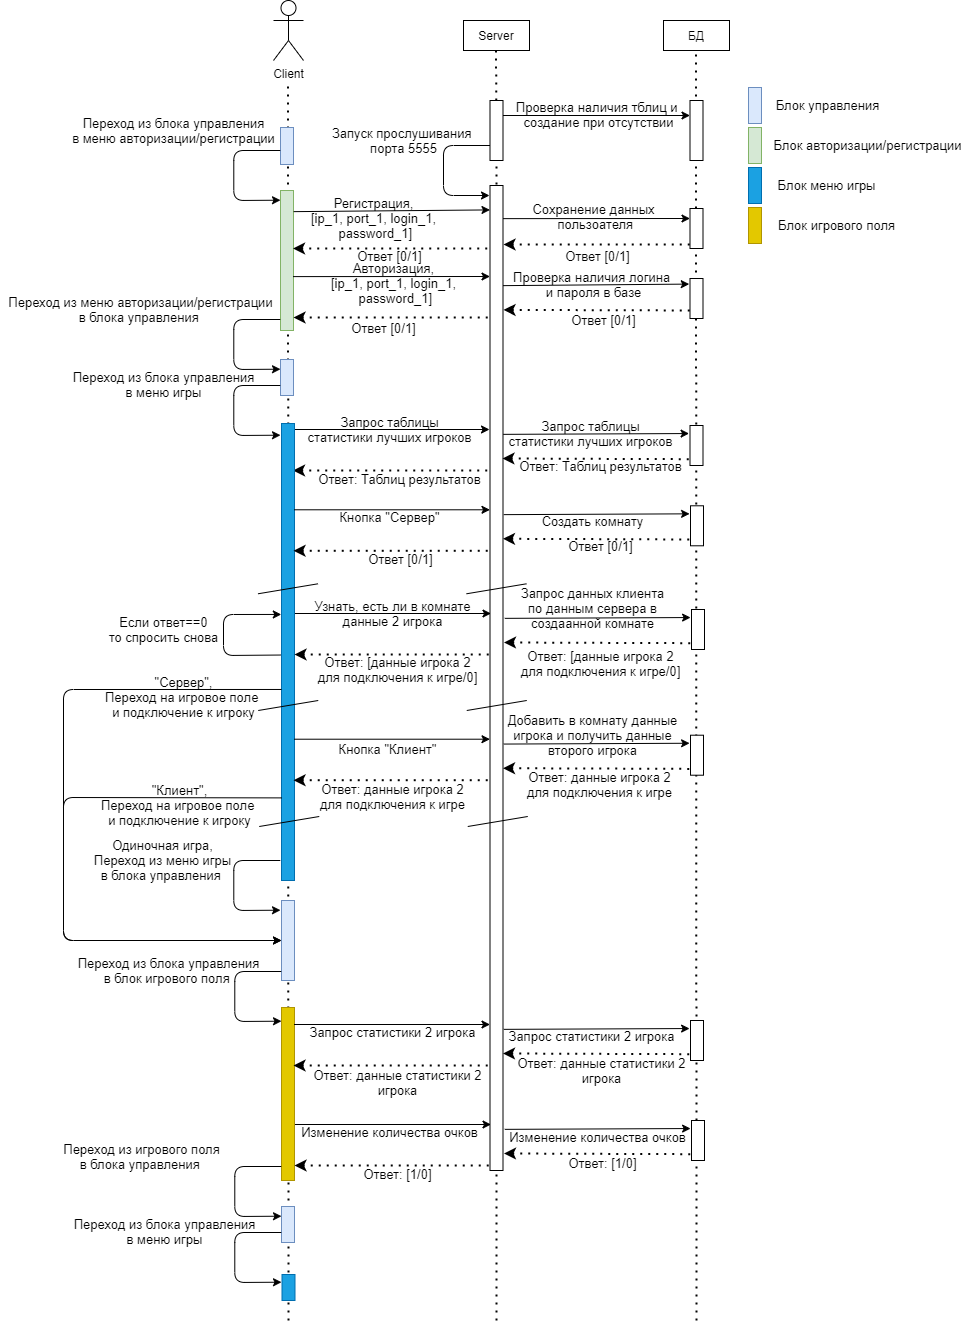 Client
Server
БД
Проверка наличия тблиц и
создание при отсутствии
Блок управления
Блок авторизации/регистрации
Блок меню игры
Блок игрового поля
Переход из блока управления
в меню авторизации/регистрации
Запуск прослушивания
порта 5555
Регистрация,
[ip_1, port_1, login_1,
password_1]
Сохранение данных
пользоателя
Ответ [0/1]
Ответ [0/1]
Авторизация,
[ip_1, port_1, login_1,
password_1]
Проверка наличия логина
и пароля в базе
Ответ [0/1]
Ответ [0/1]
Переход из меню авторизации/регистрации
в блока управления
Переход из блока управления
в меню игры
Запрос таблицы
статистики лучших игроков
Запрос таблицы
статистики лучших игроков
Ответ: Таблиц результатов
Ответ: Таблиц результатов
Кнопка "Сервер"
Создать комнату
Ответ [0/1]
Ответ [0/1]
Если ответ==0
то спросить снова
Узнать, есть ли в комнате
данные 2 игрока
Запрос данных клиента
по данным сервера в
создаанной комнате
Ответ: [данные игрока 2
для подключения к игре/0]
Ответ: [данные игрока 2
для подключения к игре/0]
"Сервер",
Переход на игровое поле
и подключение к игроку
Кнопка "Клиент"
Добавить в комнату данные
игрока и получить данные
второго игрока
Ответ: данные игрока 2
для подключения к игре
Ответ: данные игрока 2
для подключения к игре
"Клиент",
Переход на игровое поле
и подключение к игроку
Одиночная игра,
Переход из меню игры
в блока управления
Переход из блока управления
в блок игрового поля
Запрос статистики 2 игрока
Запрос статистики 2 игрока
Ответ: данные статистики 2
игрока
Ответ: данные статистики 2
игрока
Изменение количества очков
Изменение количества очков
Ответ: [1/0]
Ответ: [1/0]
Переход из игрового поля
в блока управления
Переход из блока управления
в меню игры